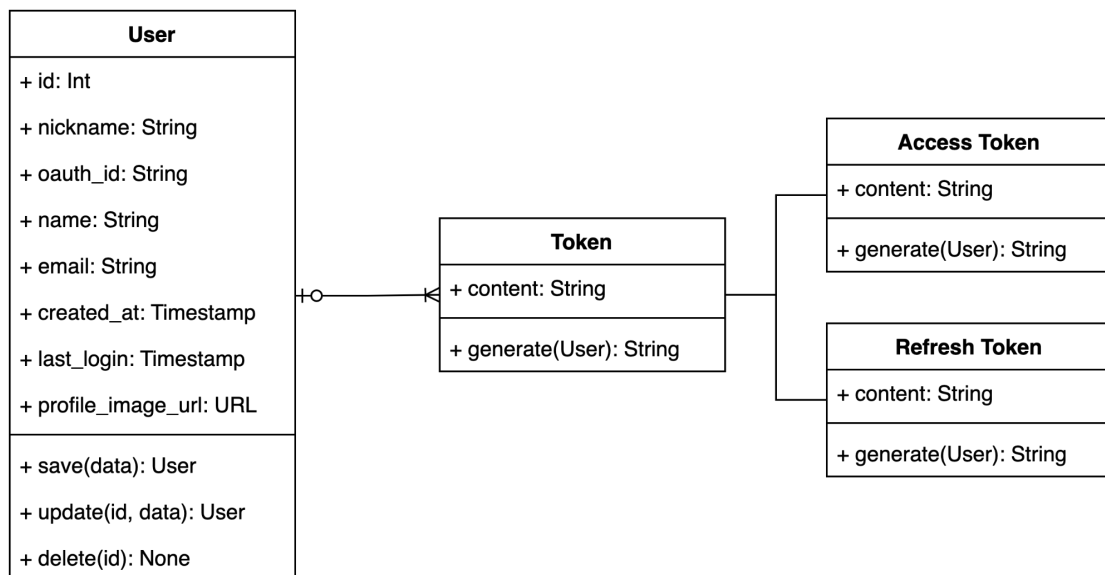 User
+ id: Int
+ nickname: String
+ oauth_id: String
+ name: String
+ email: String
+ created_at: Timestamp
+ last_login: Timestamp
+ profile_image_url: URL
+ save(data): User
+ update(id, data): User
+ delete(id): None
Token
+ content: String
+ generate(User): String
Access Token
+ content: String
+ generate(User): String
Refresh Token
+ content: String
+ generate(User): String